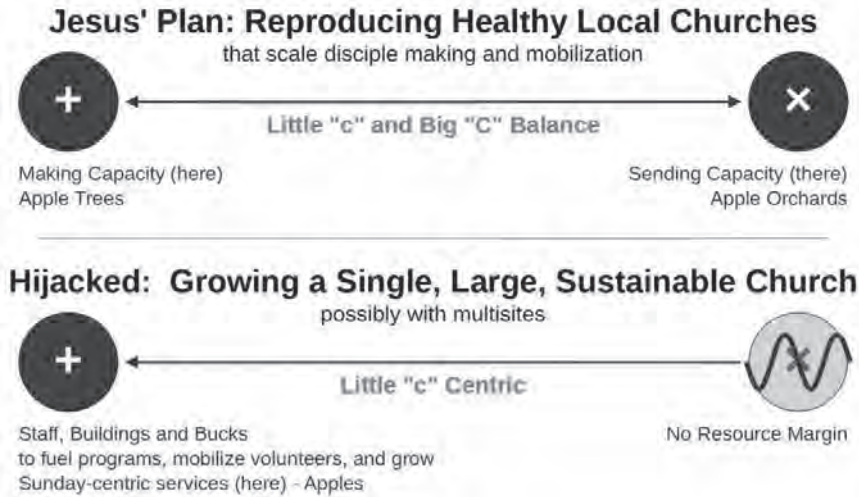 Jesus' Plan: Reproducing Healthy Local Churches
that scale disciple making and mobilization
+
×
Little "c" and Big "C" Balance
Making Capacity (here)
Apple Trees
Sending Capacity (there)
Apple Orchards
Hijacked: Growing a Single, Large, Sustainable Church
possibly with multisites
+
×
Little "c" Centric
Staff, Buildings and Bucks
to fuel programs, mobilize volunteers, and grow
Sunday-centric services (here) - Apples
No Resource Margin